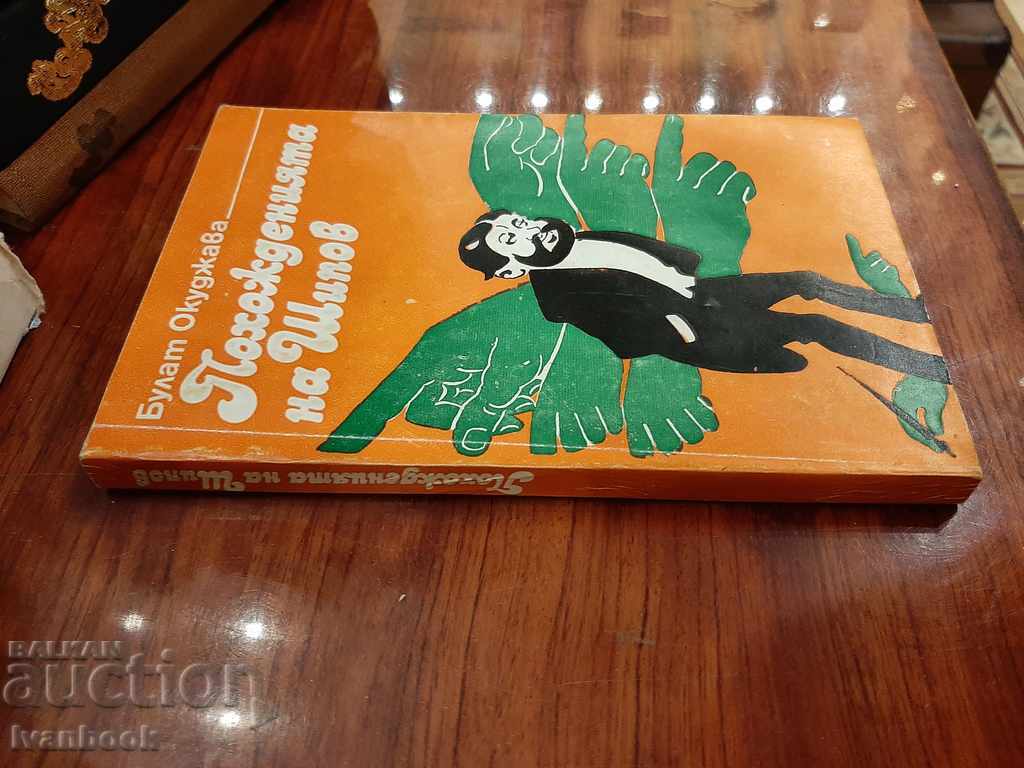 Булат Окуджава
Похожденията
на Шипов
Похожденията на Шипов
BALKAN
auction
Ivanbook